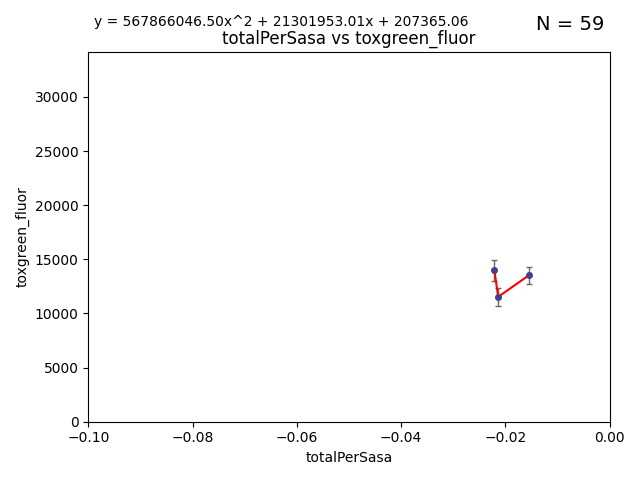 y = 567866046.50x^2 + 21301953.01x + 207365.06
N = 59
totalPerSasa vs toxgreen_fluor
30000
25000
20000
15000
10000
5000
0
toxgreen_fluor
−0.10 −0.08 −0.06 −0.04 −0.02 0.00
totalPerSasa